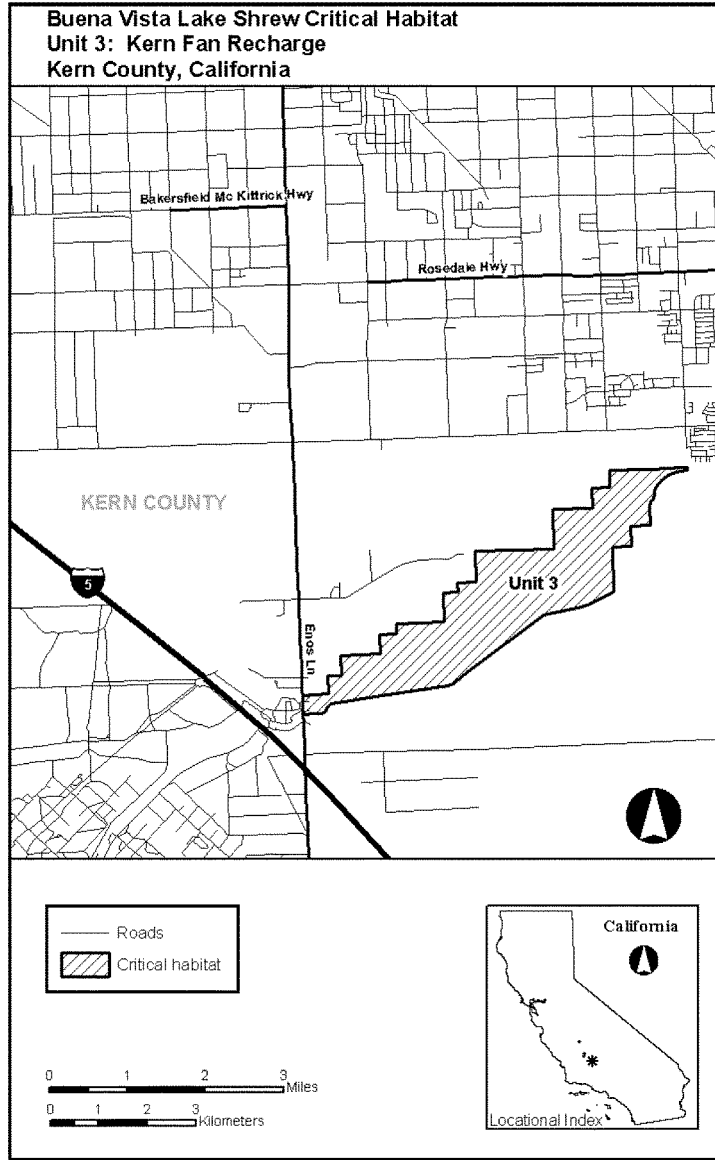 Buena Vista Lake Shrew Critical Habitat
Unit 3: Kern Fan Recharge
Kern County, California
Bakersfield Mc Kittrick Hwy
Rosedale Hwy
KERN COUNTY
5
Unit 3
Enos Ln.
Roads
Critical habitat
California
0 1 2 3
Miles
0 1 2 3
Kilometers
Locational Index